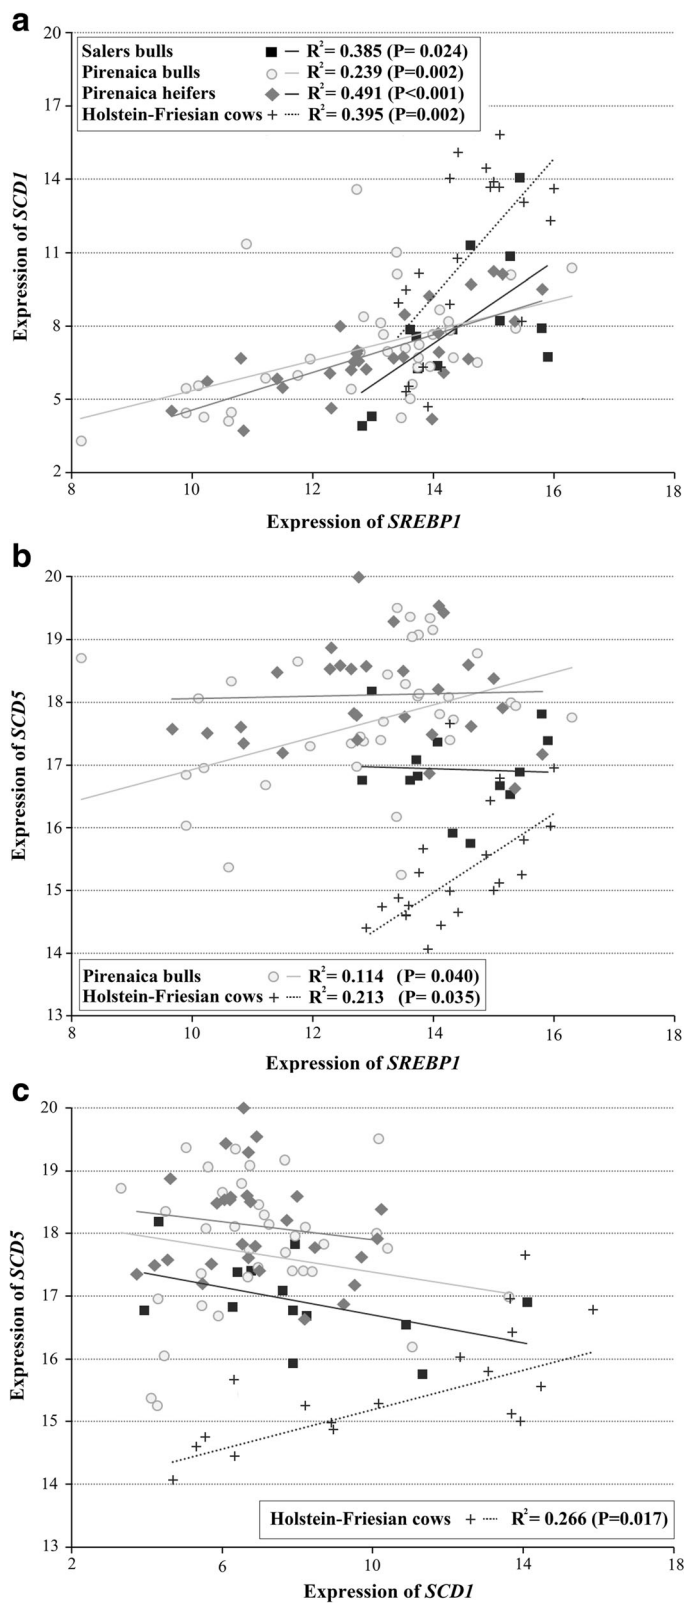 a
20
Salers bulls R²= 0.385 (P= 0.024)
Pirenaica bulls R²= 0.239 (P=0.002)
Pirenaica heifers R²= 0.491 (P<0.001)
Holstein-Friesian cows R²= 0.395 (P=0.002)
17
14
11
8
5
2
Expression of SCD1
8 10 12 14 16 18
Expression of SREBP1
b
20
19
18
17
16
15
14
13
Expression of SCD5
Pirenaica bulls R²= 0.114 (P= 0.040)
Holstein-Friesian cows R²= 0.213 (P= 0.035)
8 10 12 14 16 18
Expression of SREBP1
c
20
19
18
17
16
15
14
13
Expression of SCD5
Holstein-Friesian cows R²= 0.266 (P=0.017)
2 6 10 14 18
Expression of SCD1